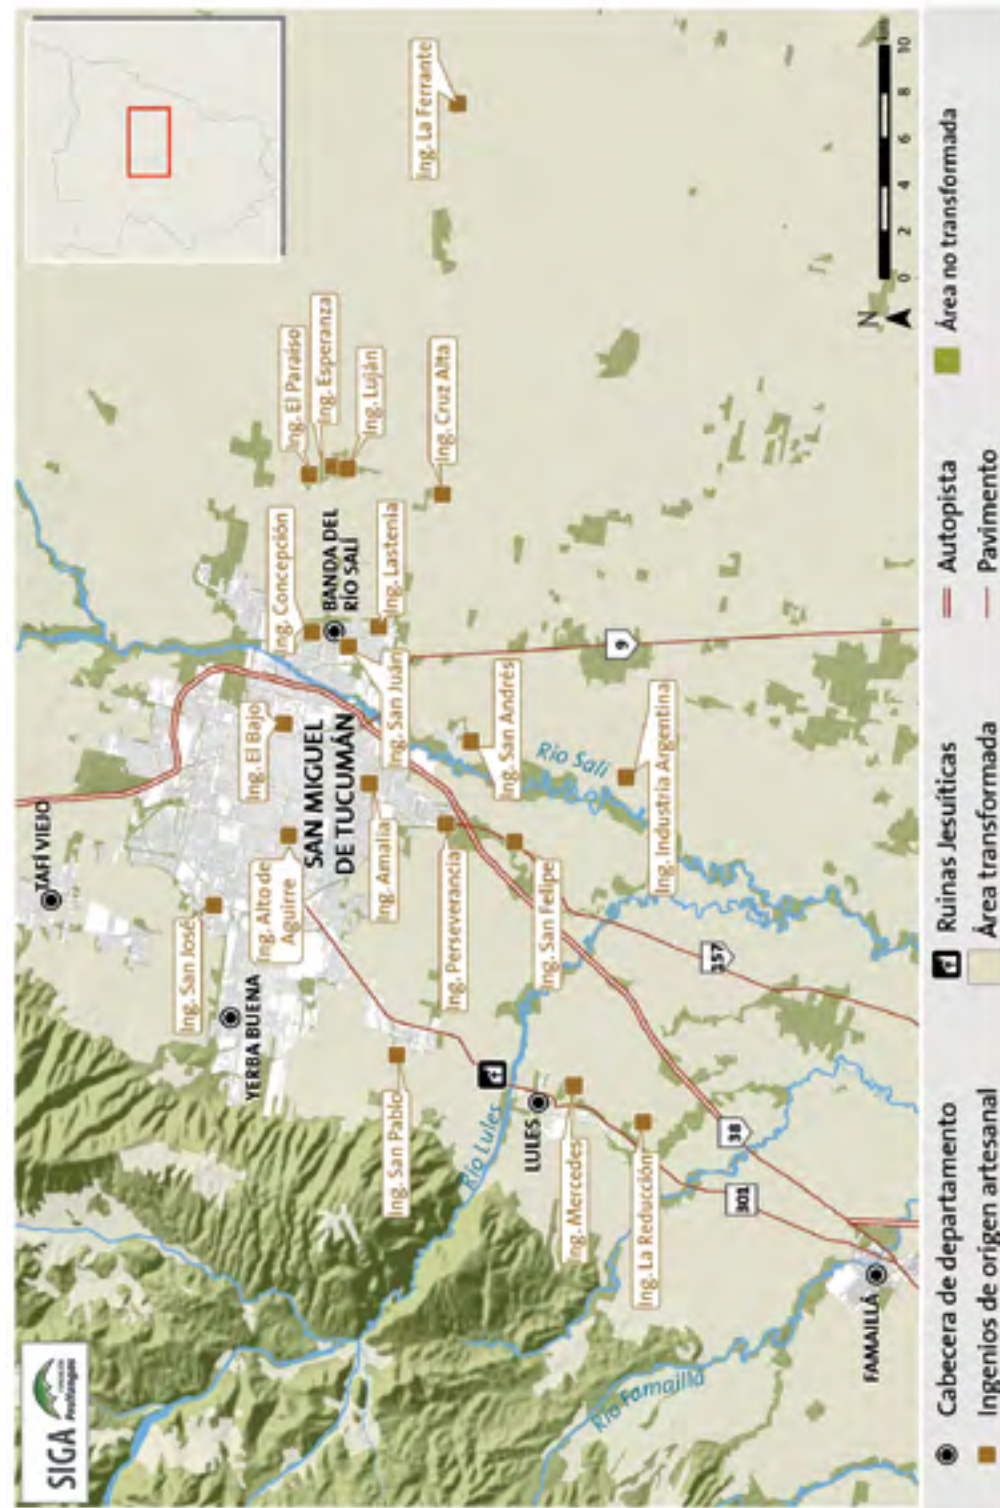 SIGA
FUNDACIÓN
ProYungas
TAFÍ VIEJO
Ing. San José
YERBA BUENA
Ing. Alto de
Aguirre
Ing. El Bajo
SAN MIGUEL
DE TUCUMÁN
Ing. Concepción
BANDA DEL
RÍO SALÍ
Ing. El Paraíso
Ing. Esperanza
Ing. Luján
Ing. Lastenia
Ing. San Juan
Ing. Cruz Alta
Ing. La Ferrante
Ing. Amalia
Ing. San Pablo
Ing. Perseverancia
Ing. San Andrés
Ing. San Felipe
Río Salí
Río Lules
LULES
Ing. Mercedes
Ing. La Reducción
Ing. Industria Argentina
9
157
38
301
Río Famaillá
FAMAILLÁ
N
0 2 4 6 8 10
Cabecera de departamento
Ingenios de origen artesanal
Ruinas Jesuíticas
Área transformada
Autopista
Pavimento
Área no transformada